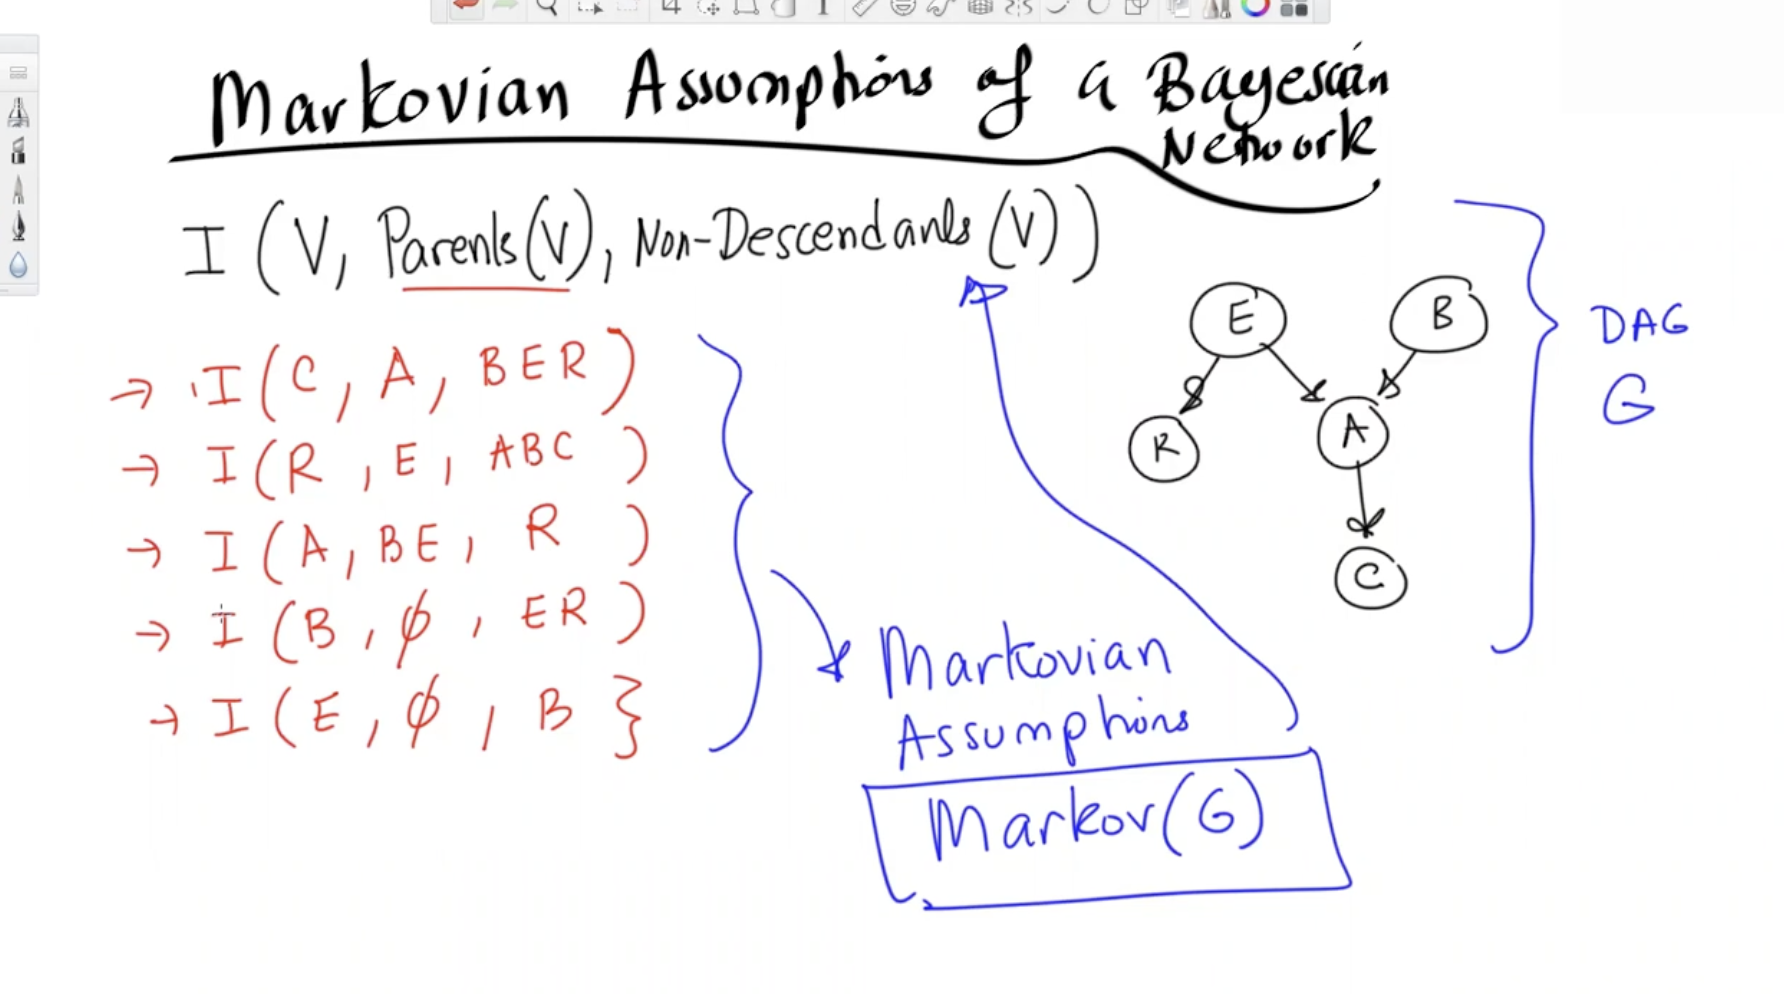 Markovian Assumptions of a Bayesian
Network
I (V, Parents(V), Non-Descendants (V))
→ I(C, A, BER)
→ I(R, E, ABC)
→ I(A, BE, R)
→ I(B, ϕ, ER)
→ I(E, ϕ, B}
E
B
R
A
C
DAG
G
Markovian
Assumptions
Markov(G)